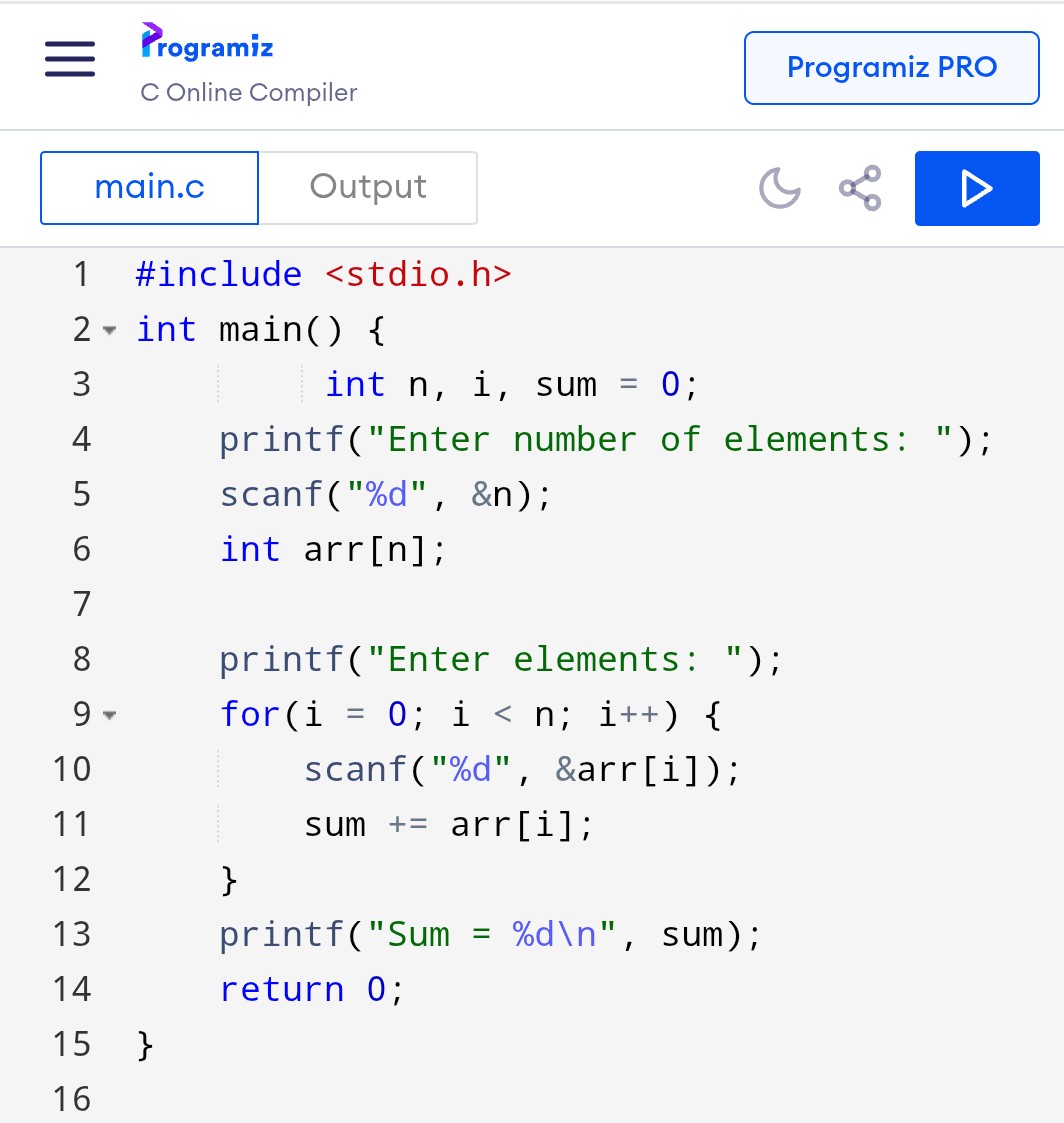 Programiz
C Online Compiler
Programiz PRO
main.c
Output
1 #include <stdio.h>
2 int main() {
3         int n, i, sum = 0;
4    printf("Enter number of elements: ");
5    scanf("%d", &n);
6    int arr[n];
7
8    printf("Enter elements: ");
9    for(i = 0; i < n; i++) {
10        scanf("%d", &arr[i]);
11        sum += arr[i];
12    }
13    printf("Sum = %d\n", sum);
14    return 0;
15 }
16